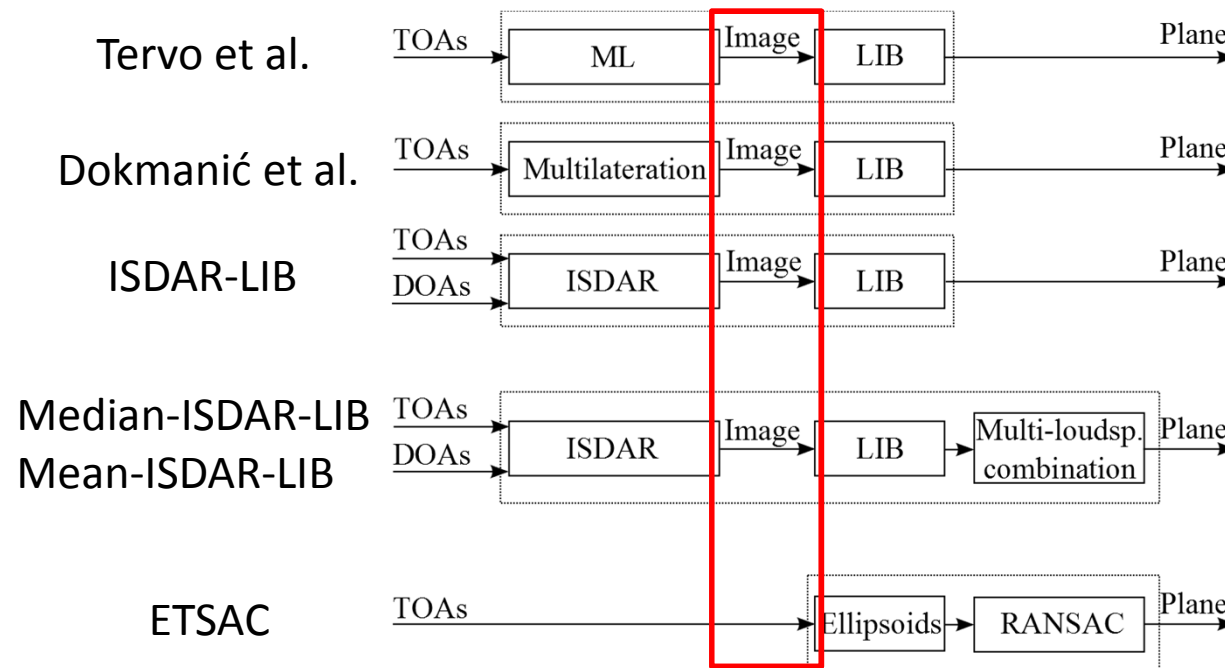 Tervo et al.
TOAs
ML
Image
LIB
Plane
Dokmanić et al.
TOAs
Multilateration
Image
LIB
Plane
ISDAR-LIB
TOAs
DOAs
ISDAR
Image
LIB
Plane
Median-ISDAR-LIB
Mean-ISDAR-LIB
TOAs
DOAs
ISDAR
Image
LIB
Multi-loudsp.
combination
Plane
ETSAC
TOAs
Ellipsoids
RANSAC
Plane